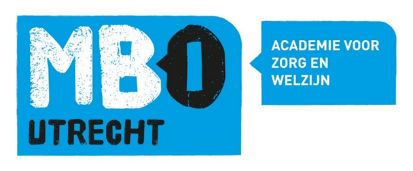 MBO
UTRECHT
ACADEMIE VOOR
ZORG EN
WELZIJN